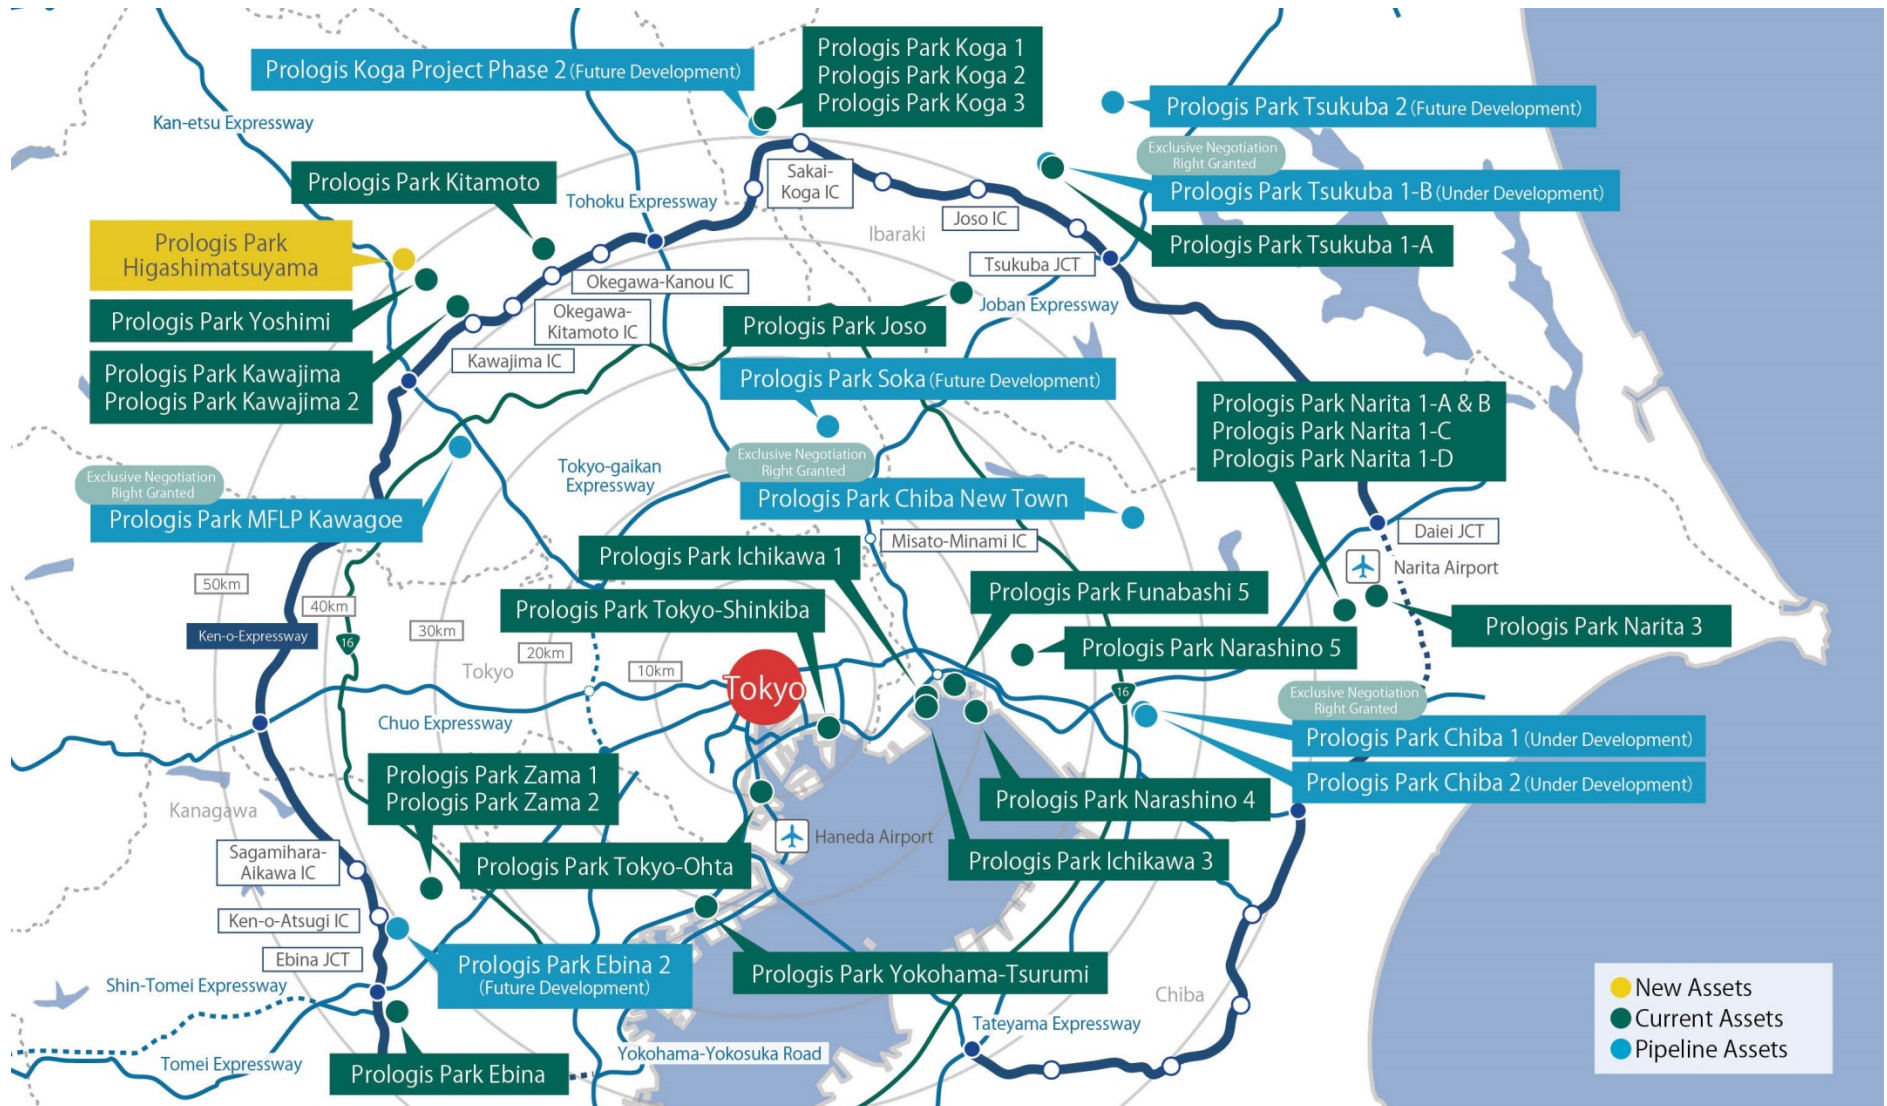 Prologis Park Koga 1
Prologis Park Koga 2
Prologis Park Koga 3
Prologis Koga Project Phase 2 (Future Development)
Prologis Park Tsukuba 2 (Future Development)
Kan-etsu Expressway
Exclusive Negotiation
Right Granted
Prologis Park Tsukuba 1-B (Under Development)
Prologis Park Kitamoto
Sakai-
Koga IC
Tohoku Expressway
Joso IC
Ibaraki
Prologis Park Tsukuba 1-A
Prologis Park
Higashimatsuyama
Tsukuba JCT
Okegawa-Kanou IC
Joban Expressway
Prologis Park Yoshimi
Okegawa-
Kitamoto IC
Prologis Park Joso
Kawajima IC
Prologis Park Kawajima
Prologis Park Kawajima 2
Prologis Park Soka (Future Development)
Prologis Park Narita 1-A & B
Prologis Park Narita 1-C
Prologis Park Narita 1-D
Exclusive Negotiation
Right Granted
Tokyo-gaikan
Expressway
Exclusive Negotiation
Right Granted
Prologis Park Chiba New Town
Prologis Park MFLP Kawagoe
Daiei JCT
Misato-Minami IC
Prologis Park Ichikawa 1
Narita Airport
50km
40km
30km
20km
10km
Prologis Park Funabashi 5
Prologis Park Tokyo-Shinkiba
Prologis Park Narita 3
Ken-o-Expressway
16
Prologis Park Narashino 5
Tokyo
Tokyo
16
Exclusive Negotiation
Right Granted
Chuo Expressway
Prologis Park Chiba 1 (Under Development)
Prologis Park Zama 1
Prologis Park Zama 2
Prologis Park Chiba 2 (Under Development)
Prologis Park Narashino 4
Kanagawa
Haneda Airport
Sagamihara-
Aikawa IC
Prologis Park Tokyo-Ohta
Prologis Park Ichikawa 3
Ken-o-Atsugi IC
Ebina JCT
Prologis Park Ebina 2
(Future Development)
Prologis Park Yokohama-Tsurumi
Shin-Tomei Expressway
Chiba
New Assets
Current Assets
Pipeline Assets
Tateyama Expressway
Yokohama-Yokosuka Road
Tomei Expressway
Prologis Park Ebina